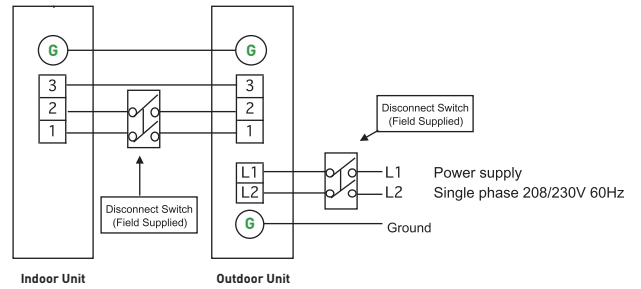 G
G
3
3
2
2
1
1
Disconnect Switch
(Field Supplied)
L1
L1
Power supply
L2
L2
Single phase 208/230V 60Hz
Disconnect Switch
(Field Supplied)
G
Ground
Indoor Unit
Outdoor Unit